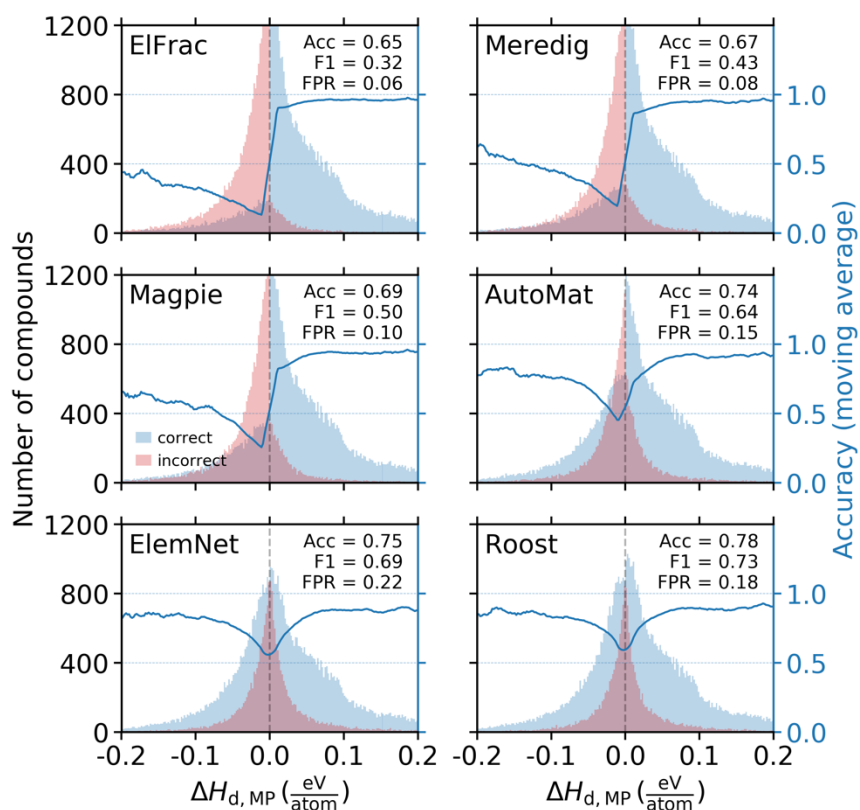 Number of compounds
1200
800
400
0
ElFrac
Acc = 0.65
F1 = 0.32
FPR = 0.06
Meredig
Acc = 0.67
F1 = 0.43
FPR = 0.08
1.0
0.5
0.0
1200
800
400
0
Magpie
Acc = 0.69
F1 = 0.50
FPR = 0.10
correct
incorrect
AutoMat
Acc = 0.74
F1 = 0.64
FPR = 0.15
1.0
0.5
0.0
Accuracy (moving average)
1200
800
400
0
ElemNet
Acc = 0.75
F1 = 0.69
FPR = 0.22
Roost
Acc = 0.78
F1 = 0.73
FPR = 0.18
1.0
0.5
0.0
-0.2 -0.1 0.0 0.1 0.2
-0.2 -0.1 0.0 0.1 0.2
ΔH_{d, MP} (eV/atom)
ΔH_{d, MP} (eV/atom)